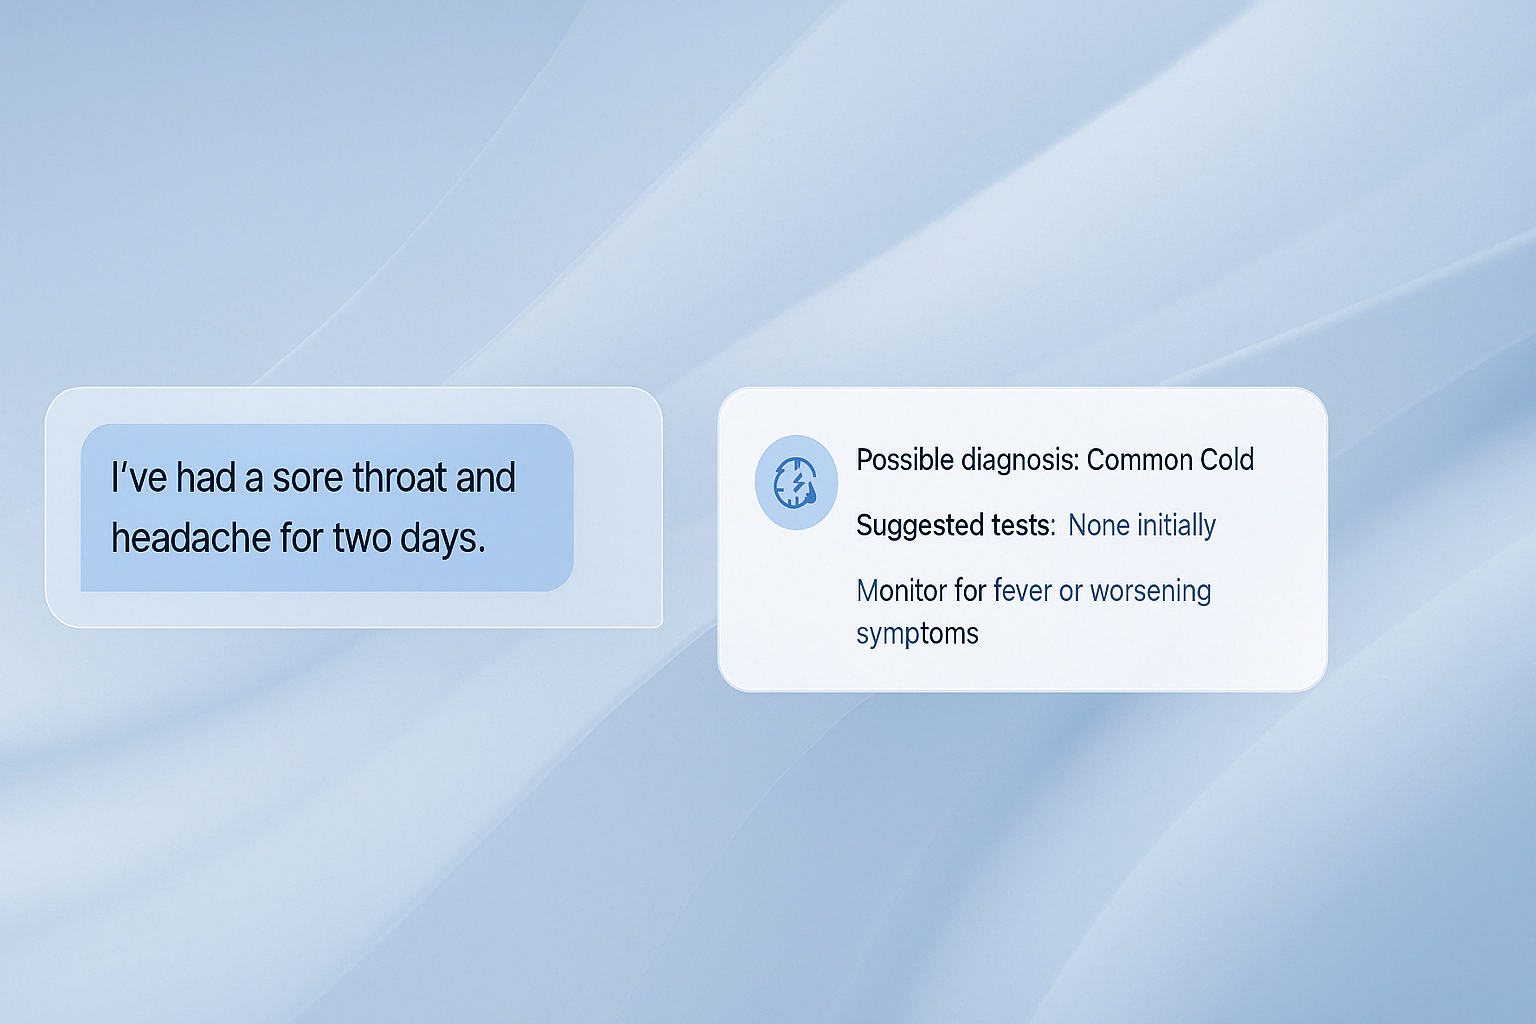 I've had a sore throat and
headache for two days.
Possible diagnosis: Common Cold
Suggested tests: None initially
Monitor for fever or worsening
symptoms